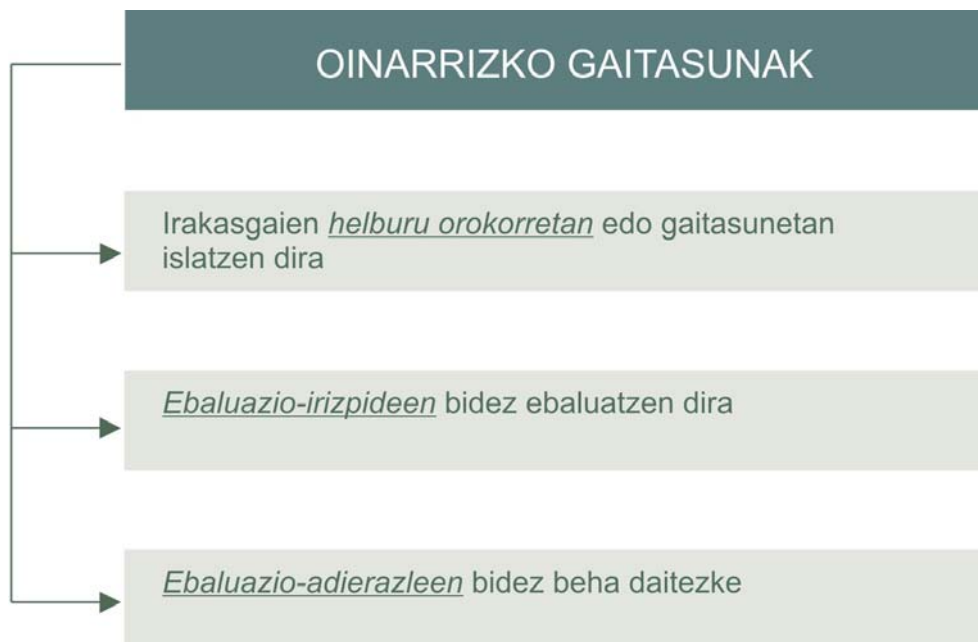 OINARRIZKO GAITASUNAK
Irakasgaien helburu orokorretan edo gaitasunetan
islatzen dira
Ebaluazio-irizpideen bidez ebaluatzen dira
Ebaluazio-adierazleen bidez beha daitezke